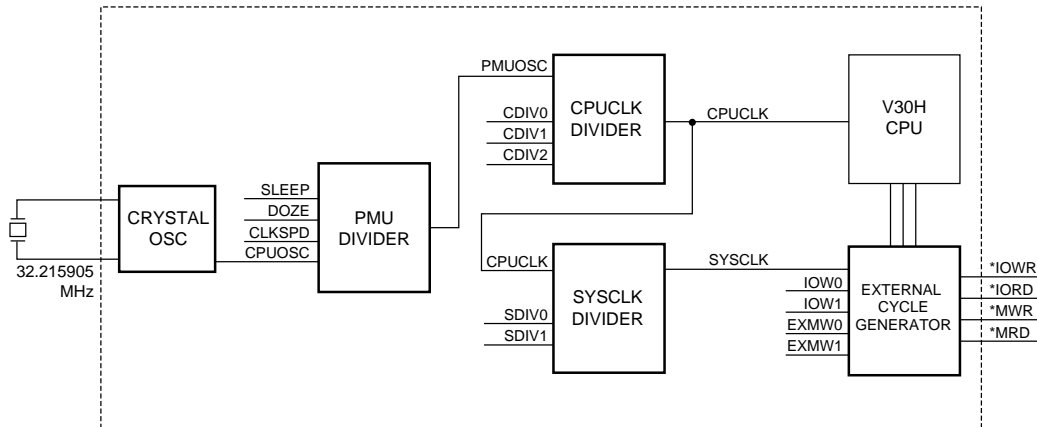 PMUOSC
CDIV0
CDIV1
CDIV2
CPUCLK
DIVIDER
CPUCLK
V30H
CPU
CRYSTAL
OSC
32.215905
MHz
SLEEP
DOZE
CLKSPD
CPUOSC
PMU
DIVIDER
CPUCLK
SDIV0
SDIV1
SYSCLK
DIVIDER
SYSCLK
IOW0
IOW1
EXMW0
EXMW1
EXTERNAL
CYCLE
GENERATOR
*IOWR
*IORD
*MWR
*MRD